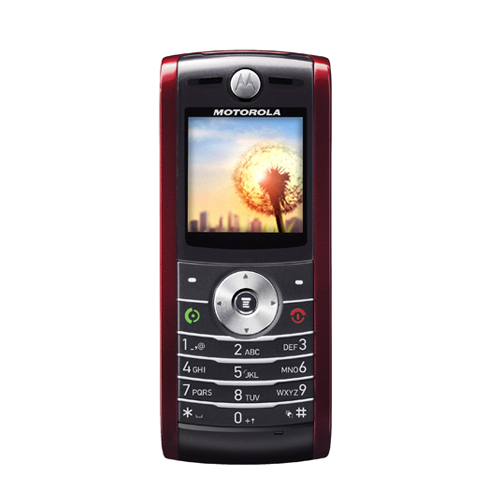 MOTOROLA
1 .,@ 2 ABC DEF 3
4 GHI 5 JKL MNO 6
7 PQRS 8 TUV WXYZ 9
* 0 + #